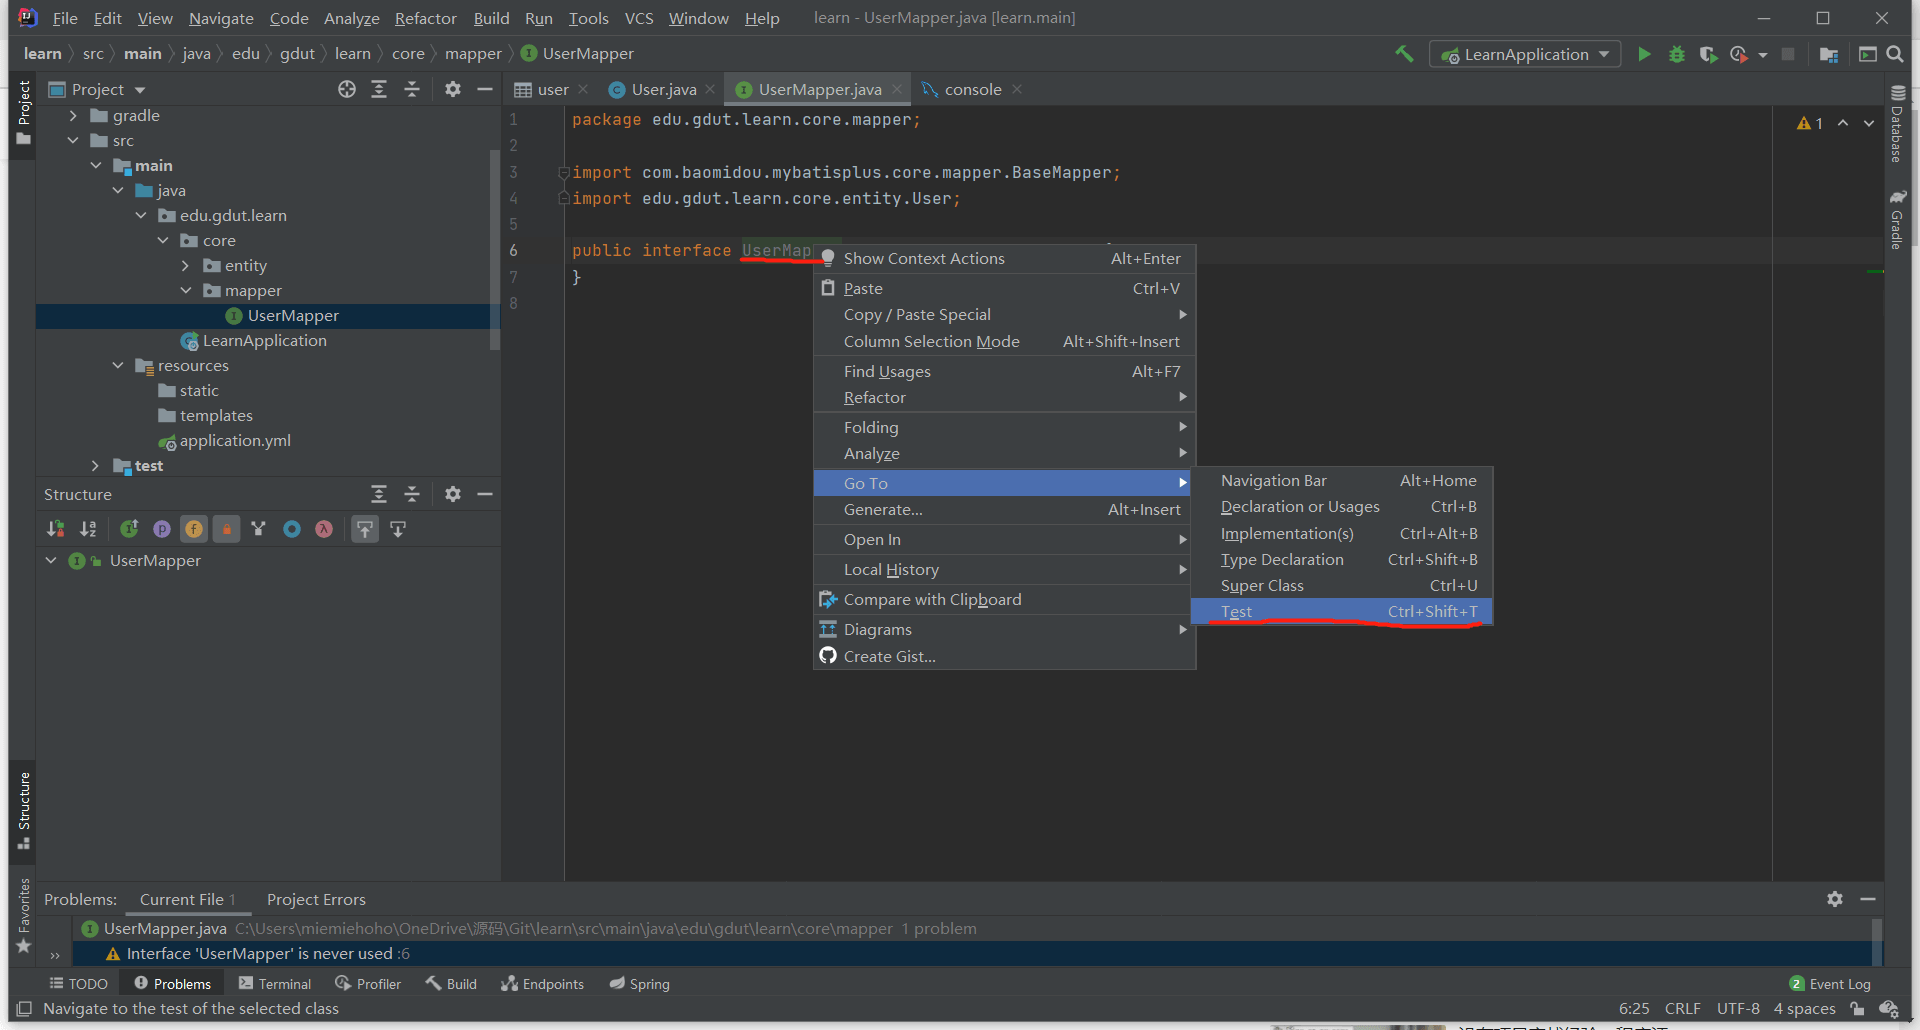 File Edit View Navigate Code Analyze Refactor Build Run Tools VCS Window Help learn - UserMapper.java [learn.main]
learn src main java edu gdut learn core mapper UserMapper LearnApplication
Project
Project
user User.java UserMapper.java console
gradle
src
main
java
edu.gdut.learn
core
entity
mapper
UserMapper
LearnApplication
resources
static
templates
application.yml
test
Structure
UserMapper
1 package edu.gdut.learn.core.mapper;
2
3 import com.baomidou.mybatisplus.core.mapper.BaseMapper;
4 import edu.gdut.learn.core.entity.User;
5
6 public interface UserMap
7 }
8
1
Show Context Actions Alt+Enter
Paste Ctrl+V
Copy / Paste Special
Column Selection Mode Alt+Shift+Insert
Find Usages Alt+F7
Refactor
Folding
Analyze
Go To
Generate... Alt+Insert
Open In
Local History
Compare with Clipboard
Diagrams
Create Gist...
Navigation Bar Alt+Home
Declaration or Usages Ctrl+B
Implementation(s) Ctrl+Alt+B
Type Declaration Ctrl+Shift+B
Super Class Ctrl+U
Test Ctrl+Shift+T
Database
Gradle
Structure
Favorites
Problems: Current File 1 Project Errors
UserMapper.java C:\Users\miemiehoho\OneDrive\源码\Git\learn\src\main\java\edu\gdut\learn\core\mapper 1 problem
Interface 'UserMapper' is never used :6
TODO Problems Terminal Profiler Build Endpoints Spring 2 Event Log
Navigate to the test of the selected class 6:25 CRLF UTF-8 4 spaces